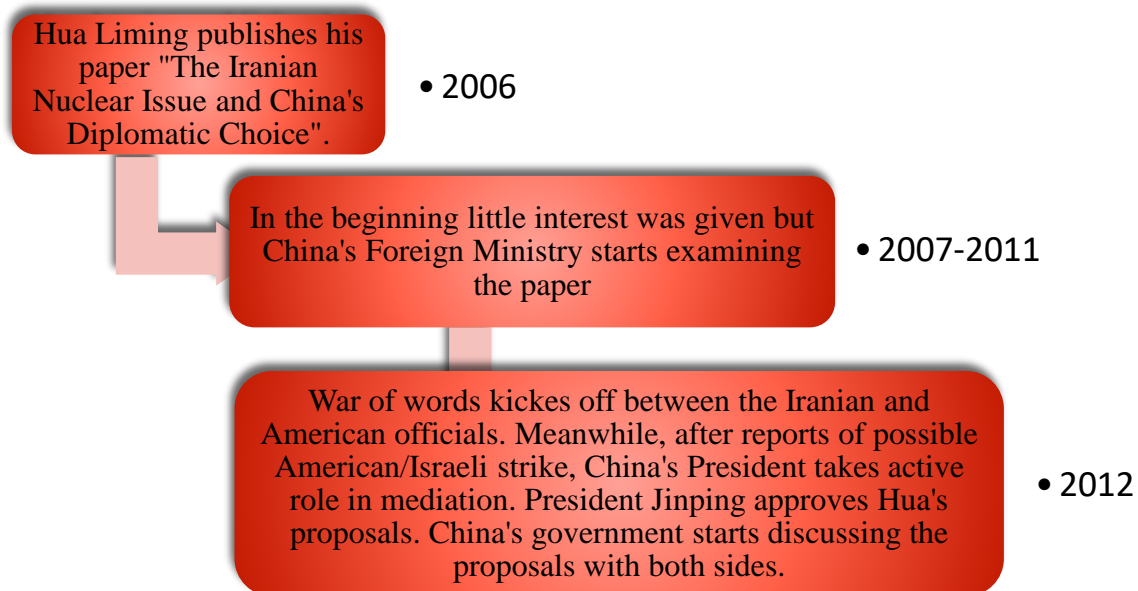 Hua Liming publishes his
paper "The Iranian
Nuclear Issue and China's
Diplomatic Choice".
• 2006
In the beginning little interest was given but
China's Foreign Ministry starts examining
the paper
• 2007-2011
War of words kickes off between the Iranian and
American officials. Meanwhile, after reports of possible
American/Israeli strike, China's President takes active
role in mediation. President Jinping approves Hua's
proposals. China's government starts discussing the
proposals with both sides.
• 2012